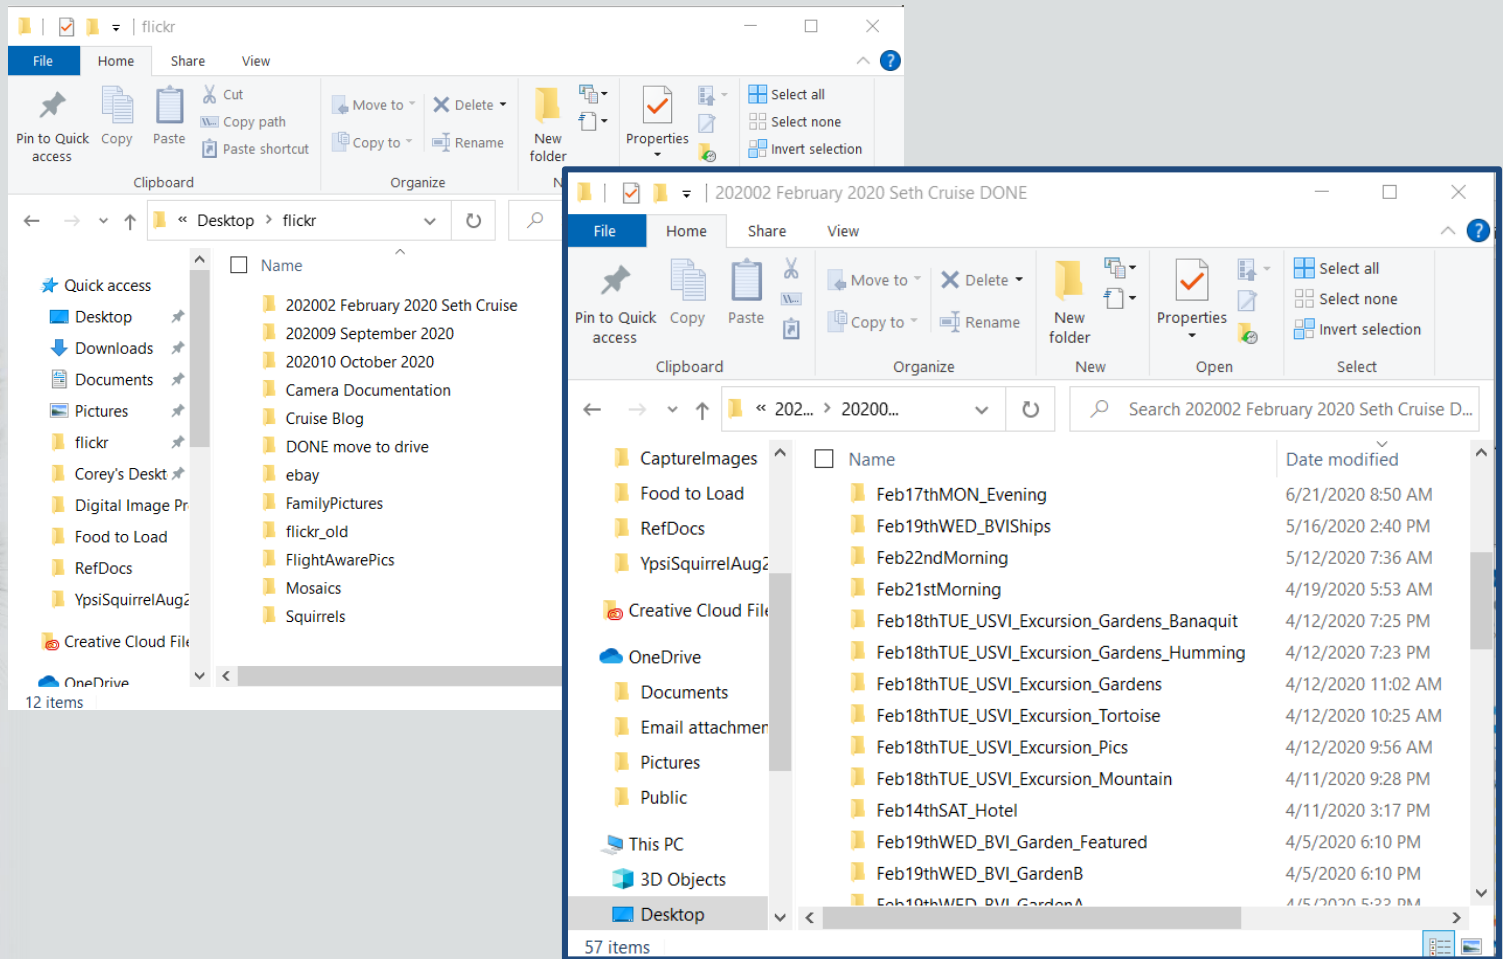 flickr
File Home Share View
Pin to Quick access
Copy
Paste
Cut
Copy path
Paste shortcut
Clipboard
Move to
Copy to
Delete
Rename
Organize
New folder
Properties
Select all
Select none
Invert selection
« Desktop > flickr
Quick access
Desktop
Downloads
Documents
Pictures
flickr
Corey's Deskt
Digital Image Pr
Food to Load
RefDocs
YpsiSquirrelAug2
Creative Cloud File
OneDrive
Name
202002 February 2020 Seth Cruise
202009 September 2020
202010 October 2020
Camera Documentation
Cruise Blog
DONE move to drive
ebay
FamilyPictures
flickr_old
FlightAwarePics
Mosaics
Squirrels
12 items
202002 February 2020 Seth Cruise DONE
File Home Share View
Pin to Quick access
Copy
Paste
Clipboard
Move to
Copy to
Delete
Rename
Organize
New folder
New
Properties
Open
Select all
Select none
Invert selection
Select
« 202... > 20200...
Search 202002 February 2020 Seth Cruise D...
CaptureImages
Food to Load
RefDocs
YpsiSquirrelAug2
Creative Cloud File
OneDrive
Documents
Email attachmen
Pictures
Public
This PC
3D Objects
Desktop
Name Date modified
Feb17thMON_Evening 6/21/2020 8:50 AM
Feb19thWED_BVIShips 5/16/2020 2:40 PM
Feb22ndMorning 5/12/2020 7:36 AM
Feb21stMorning 4/19/2020 5:53 AM
Feb18thTUE_USVI_Excursion_Gardens_Banaquit 4/12/2020 7:25 PM
Feb18thTUE_USVI_Excursion_Gardens_Humming 4/12/2020 7:23 PM
Feb18thTUE_USVI_Excursion_Gardens 4/12/2020 11:02 AM
Feb18thTUE_USVI_Excursion_Tortoise 4/12/2020 10:25 AM
Feb18thTUE_USVI_Excursion_Pics 4/12/2020 9:56 AM
Feb18thTUE_USVI_Excursion_Mountain 4/11/2020 9:28 PM
Feb14thSAT_Hotel 4/11/2020 3:17 PM
Feb19thWED_BVI_Garden_Featured 4/5/2020 6:10 PM
Feb19thWED_BVI_GardenB 4/5/2020 6:10 PM
Feb19thWED_BVI_GardenA 4/5/2020 5:33 PM
57 items